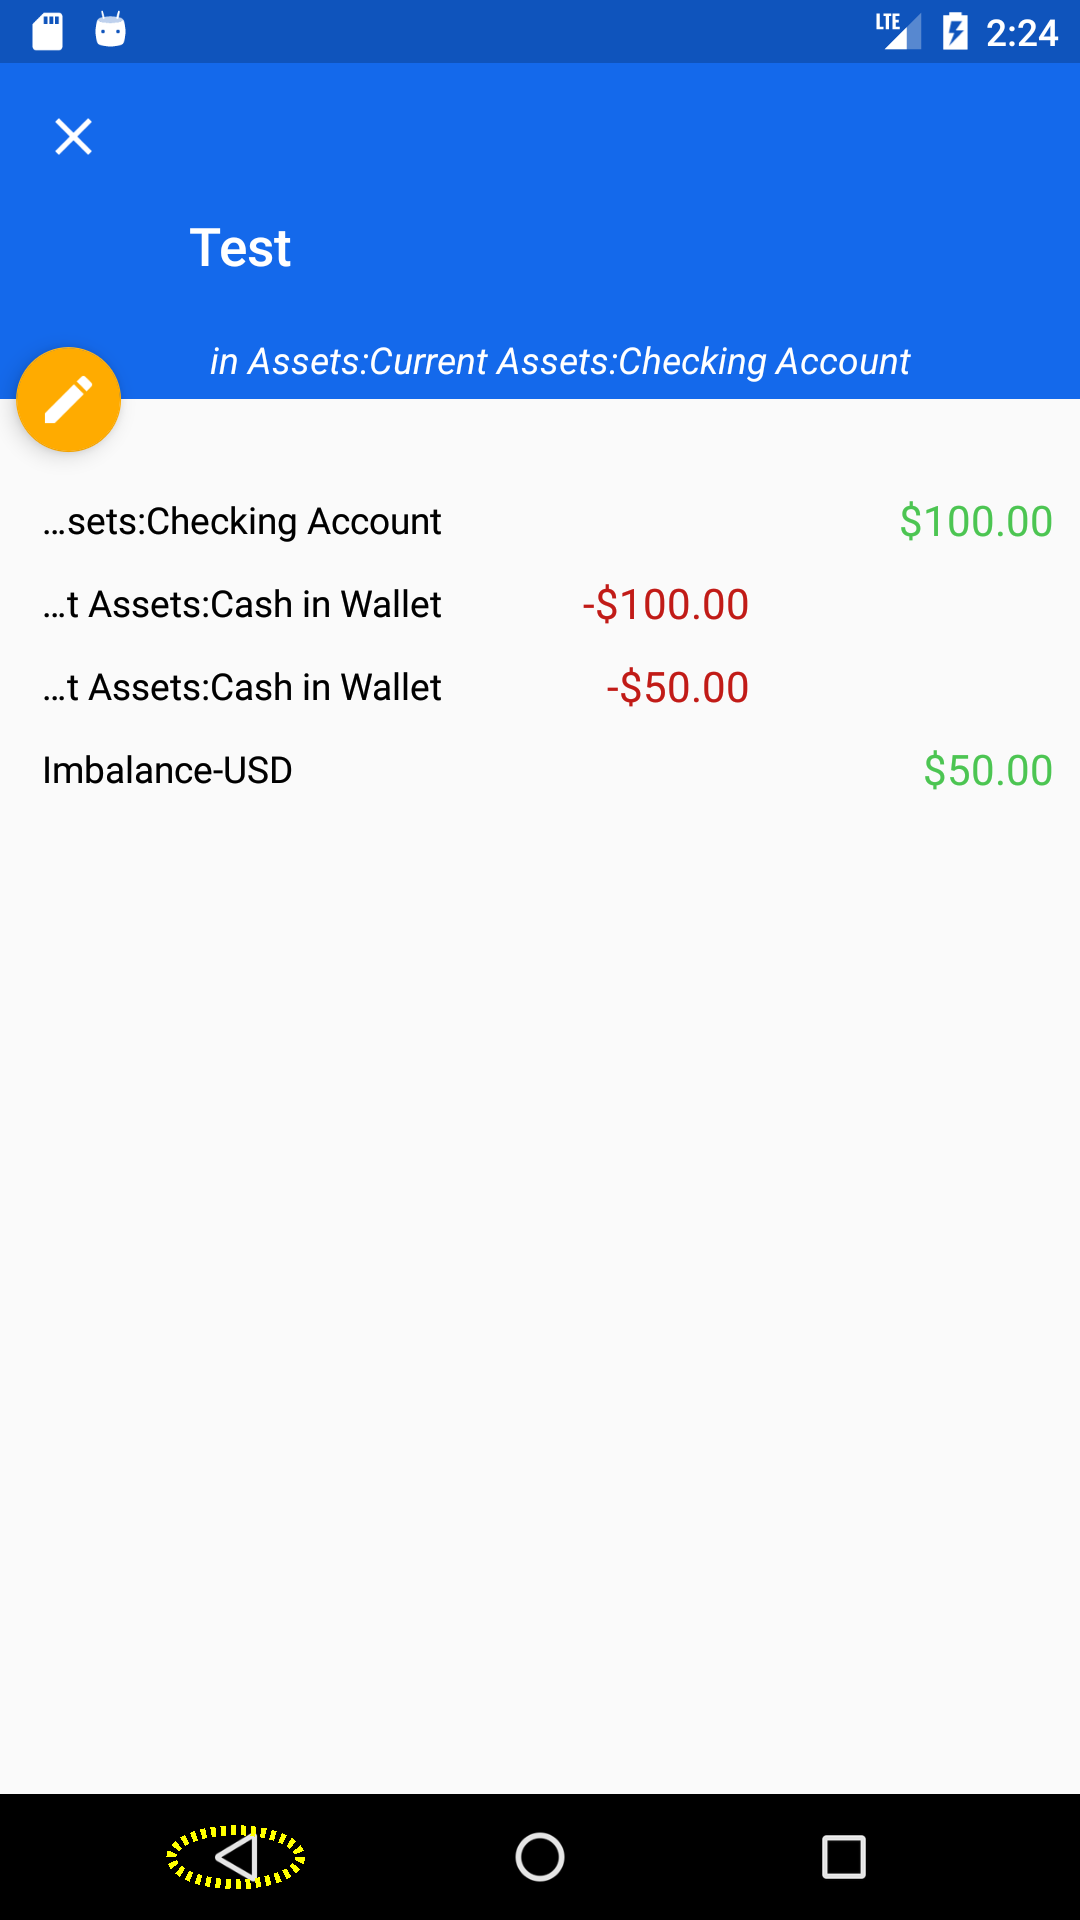 LTE 2:24
Test
in Assets:Current Assets:Checking Account
…sets:Checking Account $100.00
…t Assets:Cash in Wallet -$100.00
…t Assets:Cash in Wallet -$50.00
Imbalance-USD $50.00